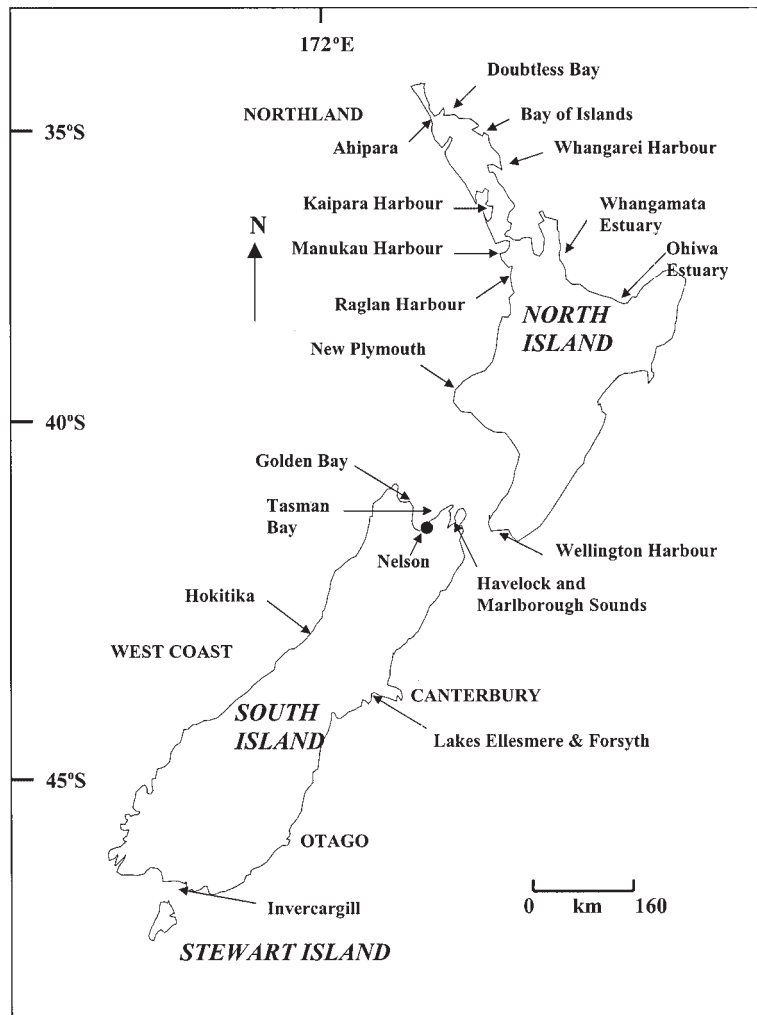 172°E
Doubtless Bay
NORTHLAND
Bay of Islands
35°S
Ahipara
Whangarei Harbour
Kaipara Harbour
Whangamata
Estuary
N
Manukau Harbour
Ohiwa
Estuary
Raglan Harbour
NORTH
ISLAND
New Plymouth
40°S
Golden Bay
Tasman
Bay
Wellington Harbour
Nelson
Havelock and
Marlborough Sounds
Hokitika
WEST COAST
CANTERBURY
SOUTH
ISLAND
Lakes Ellesmere & Forsyth
45°S
OTAGO
0 km 160
Invercargill
STEWART ISLAND